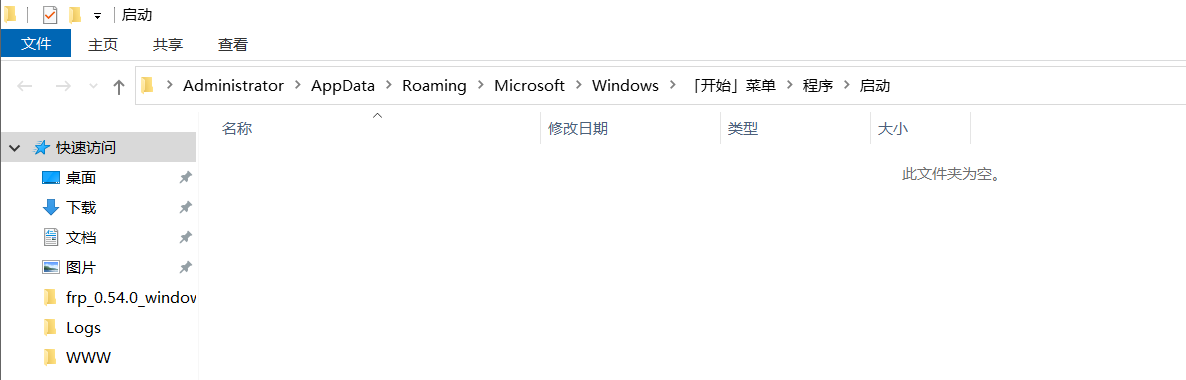 启动
文件 主页 共享 查看
Administrator AppData Roaming Microsoft Windows 「开始」菜单 程序 启动
名称 修改日期 类型 大小
此文件夹为空。
快速访问
桌面
下载
文档
图片
frp_0.54.0_window
Logs
WWW